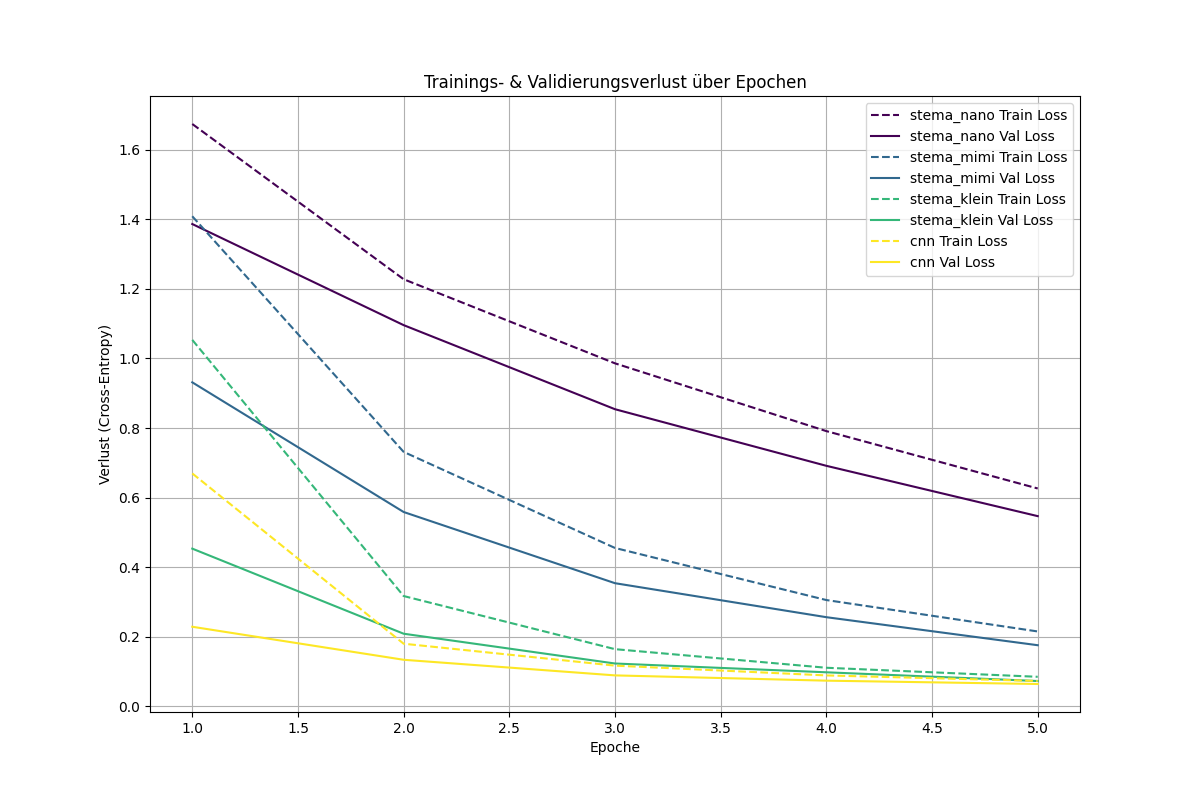 Trainings- & Validierungsverlust über Epochen
stema_nano Train Loss
stema_nano Val Loss
stema_mimi Train Loss
stema_mimi Val Loss
stema_klein Train Loss
stema_klein Val Loss
cnn Train Loss
cnn Val Loss
Verlust (Cross-Entropy)
1.6
1.4
1.2
1.0
0.8
0.6
0.4
0.2
0.0
1.0 1.5 2.0 2.5 3.0 3.5 4.0 4.5 5.0
Epoche